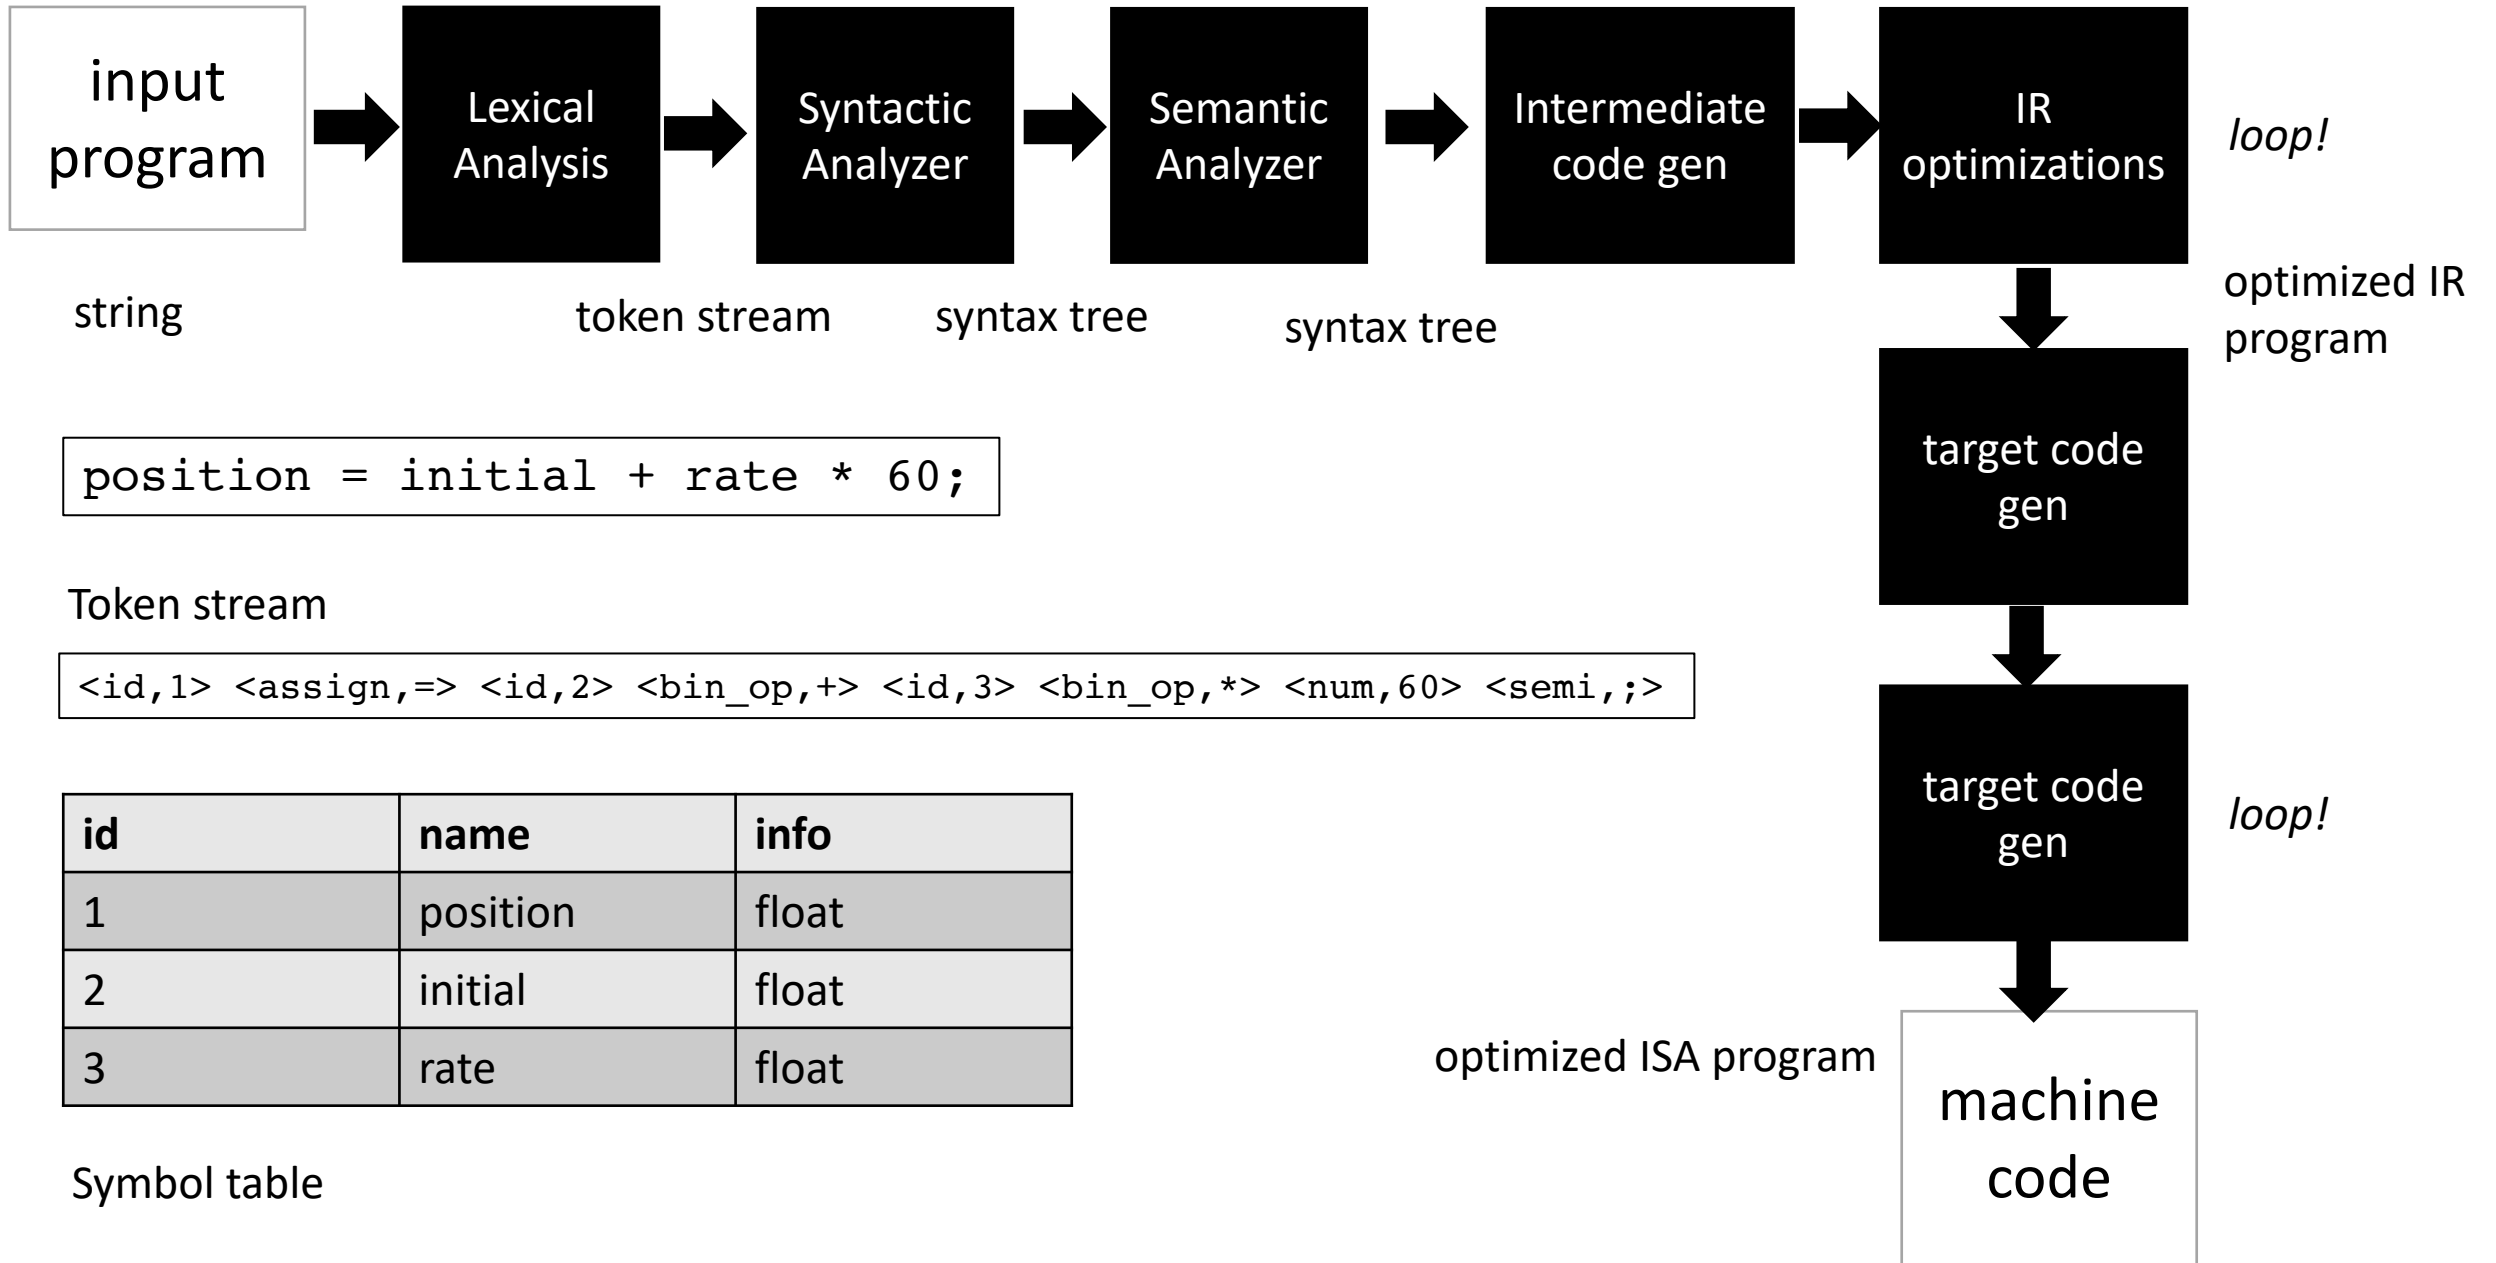 input
program
Lexical
Analysis
Syntactic
Analyzer
Semantic
Analyzer
Intermediate
code gen
IR
optimizations
loop!
string
token stream
syntax tree
syntax tree
optimized IR
program
target code
gen
position = initial + rate * 60;
Token stream
<id,1> <assign,=> <id,2> <bin_op,+> <id,3> <bin_op,*> <num,60> <semi,;>
target code
gen
loop!
id name info
1 position float
2 initial float
3 rate float
Symbol table
optimized ISA program
machine
code